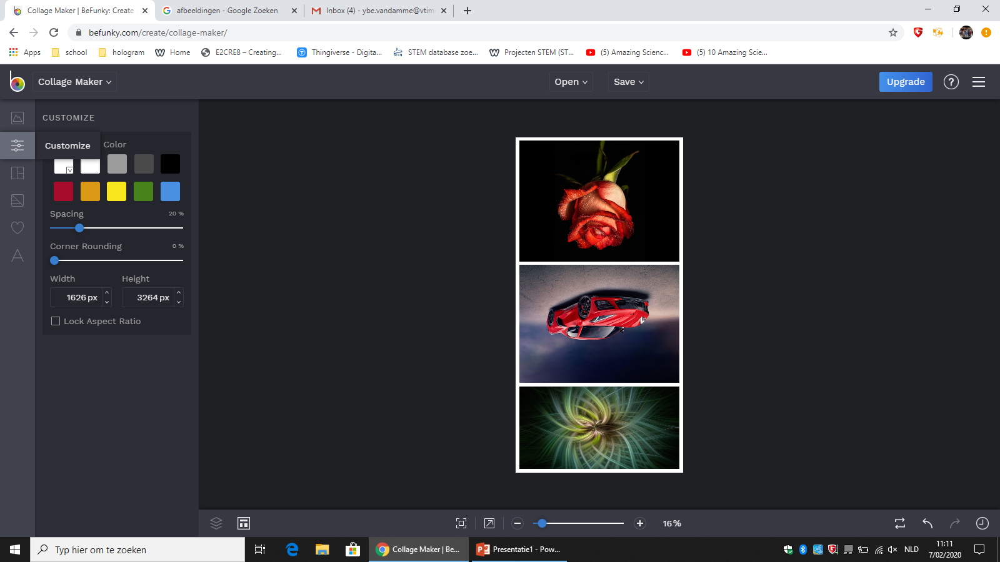 Collage Maker | BeFunky: Create
afbeeldingen - Google Zoeken
Inbox (4) - ybe.vandamme@vtim
befunky.com/create/collage-maker/
Apps
school
hologram
Home
E2CRE8 – Creating...
Thingiverse - Digita...
STEM database zoe...
Projecten STEM (ST...
(5) Amazing Scienc...
(5) 10 Amazing Scie...
Collage Maker
Open
Save
Upgrade
?
CUSTOMIZE
Customize
Color
Spacing
20 %
Corner Rounding
0 %
Width
Height
1626 px
3264 px
Lock Aspect Ratio
16 %
Typ hier om te zoeken
Collage Maker | Be...
Presentatie1 - Pow...
NLD
11:11
7/02/2020